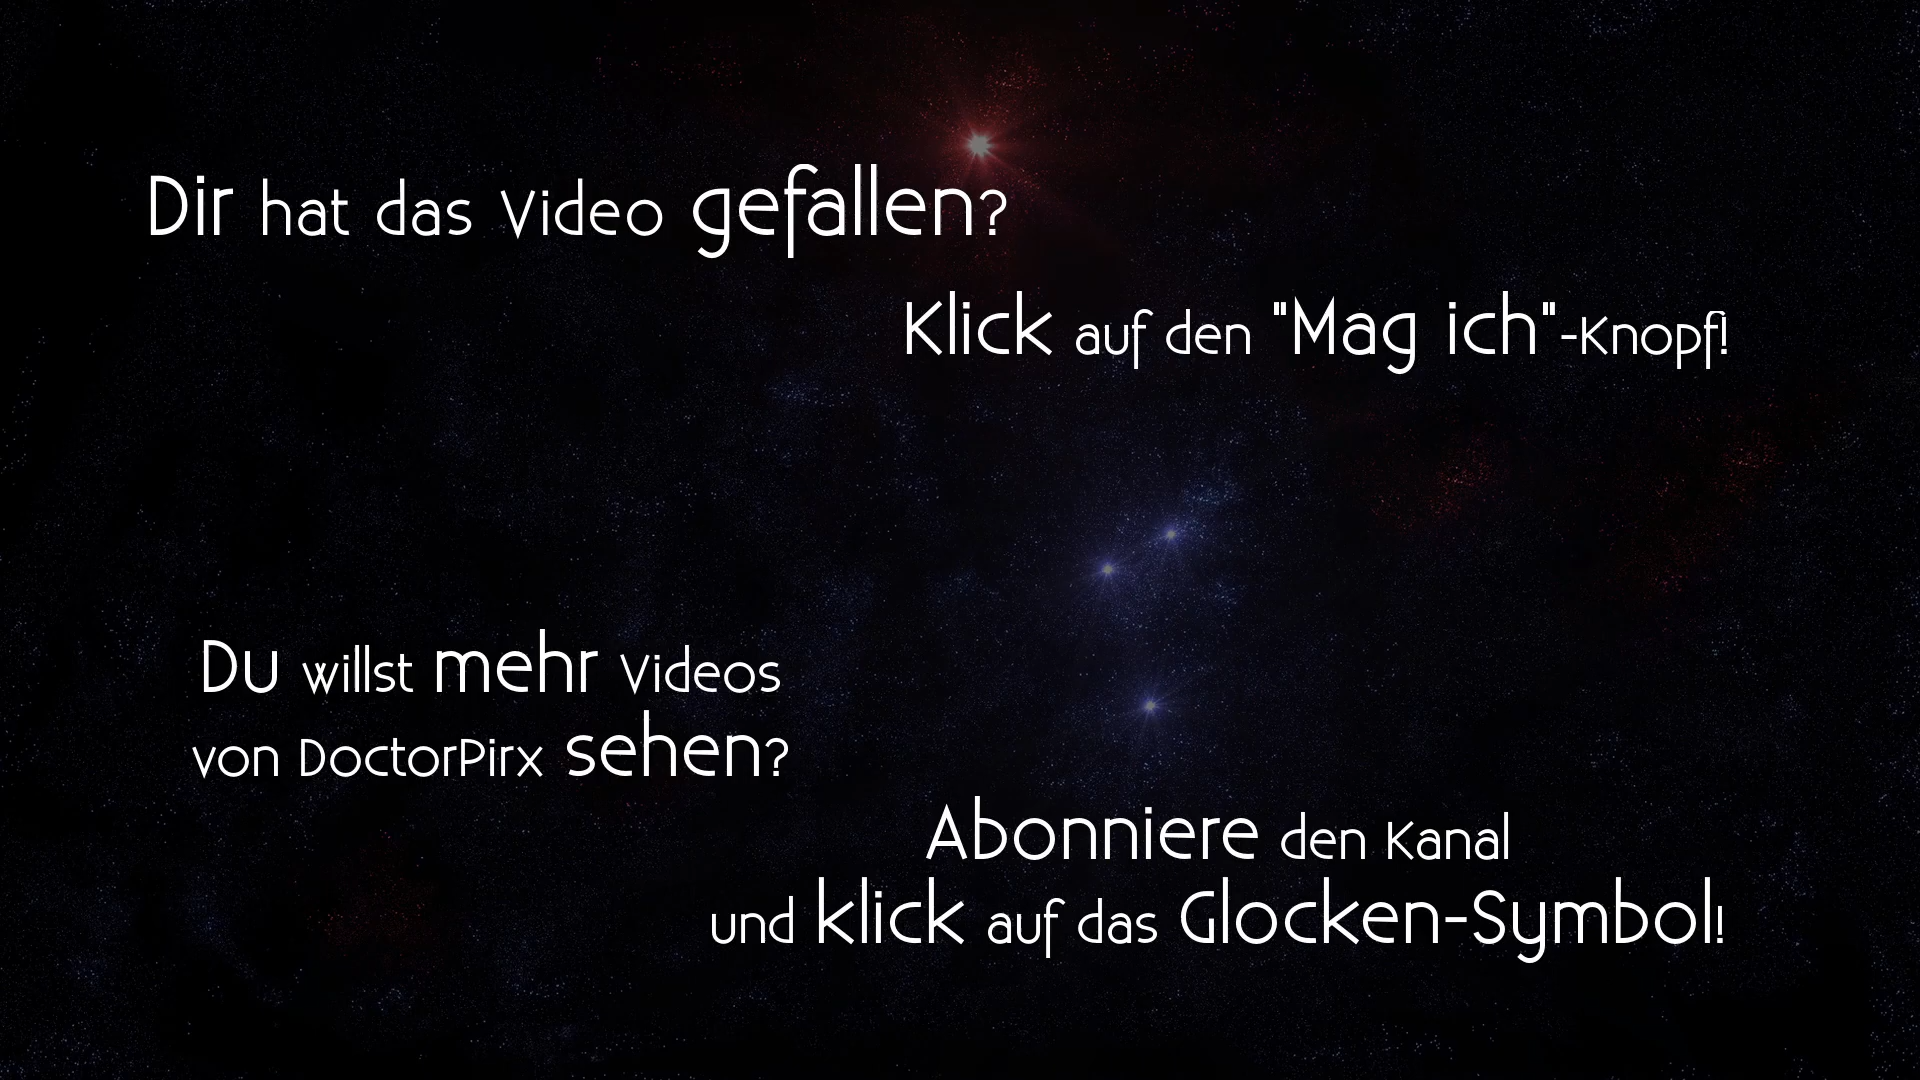 Dir hat das Video gefallen?
Klick auf den "Mag ich"-Knopf!
Du willst mehr Videos
von DoctorPirx sehen?
Abonniere den Kanal
und klick auf das Glocken-Symbol!